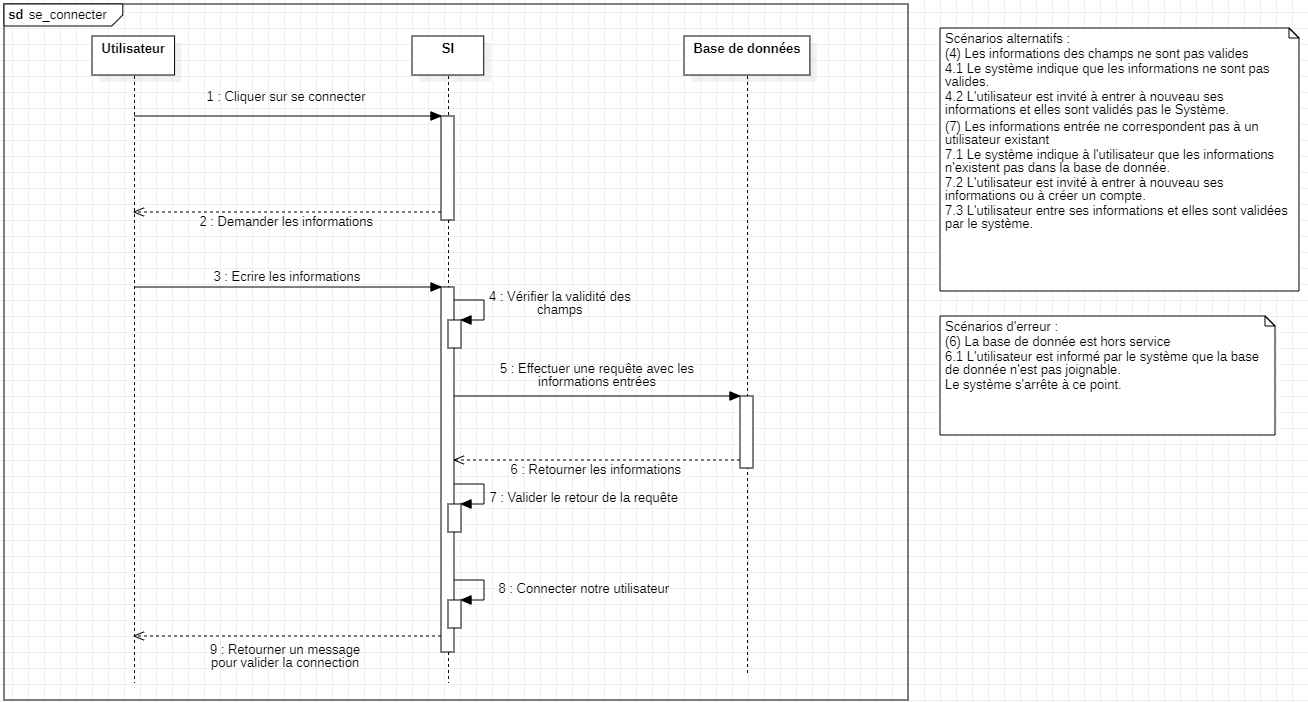 sd se_connecter
Utilisateur
SI
Base de données
1 : Cliquer sur se connecter
2 : Demander les informations
3 : Ecrire les informations
4 : Vérifier la validité des
champs
5 : Effectuer une requête avec les
informations entrées
6 : Retourner les informations
7 : Valider le retour de la requête
8 : Connecter notre utilisateur
9 : Retourner un message
pour valider la connection
Scénarios alternatifs :
(4) Les informations des champs ne sont pas valides
4.1 Le système indique que les informations ne sont pas
valides.
4.2 L'utilisateur est invité à entrer à nouveau ses
informations et elles sont validés pas le Système.
(7) Les informations entrée ne correspondent pas à un
utilisateur existant
7.1 Le système indique à l'utilisateur que les informations
n'existent pas dans la base de donnée.
7.2 L'utilisateur est invité à entrer à nouveau ses
informations ou à créer un compte.
7.3 L'utilisateur entre ses informations et elles sont validées
par le système.
Scénarios d'erreur :
(6) La base de donnée est hors service
6.1 L'utilisateur est informé par le système que la base
de donnée n'est pas joignable.
Le système s'arrête à ce point.